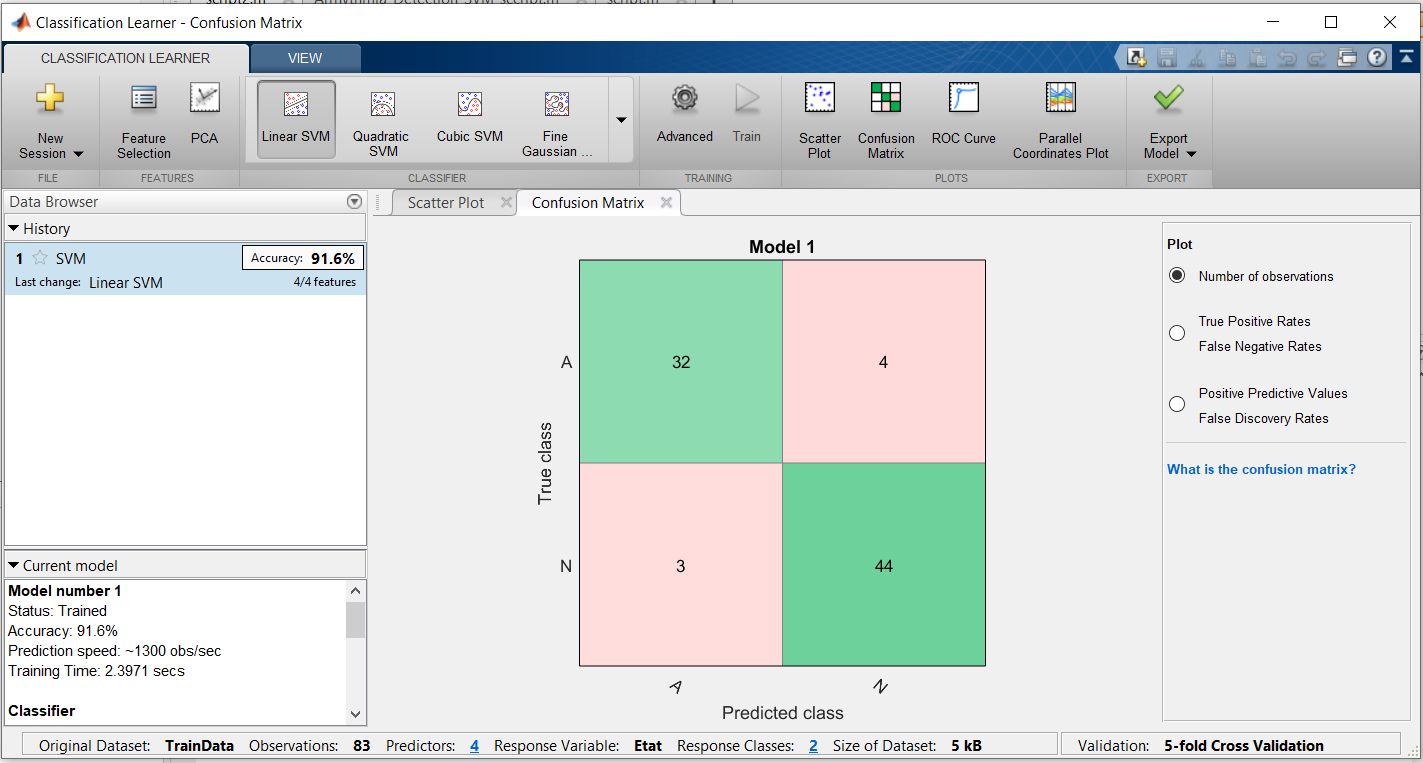 Classification Learner - Confusion Matrix
CLASSIFICATION LEARNER
VIEW
New
Session
FILE
Feature
Selection
PCA
FEATURES
Linear SVM
Quadratic
SVM
Cubic SVM
Fine
Gaussian ...
CLASSIFIER
Advanced
Train
TRAINING
Scatter
Plot
Confusion
Matrix
ROC Curve
Parallel
Coordinates Plot
PLOTS
Export
Model
EXPORT
Data Browser
History
1 SVM Accuracy: 91.6%
Last change: Linear SVM 4/4 features
Current model
Model number 1
Status: Trained
Accuracy: 91.6%
Prediction speed: ~1300 obs/sec
Training Time: 2.3971 secs
Classifier
Scatter Plot
Confusion Matrix
Model 1
True class
A
32
4
N
3
44
A
N
Predicted class
Plot
Number of observations
True Positive Rates
False Negative Rates
Positive Predictive Values
False Discovery Rates
What is the confusion matrix?
Original Dataset: TrainData Observations: 83 Predictors: 4 Response Variable: Etat Response Classes: 2 Size of Dataset: 5 kB
Validation: 5-fold Cross Validation